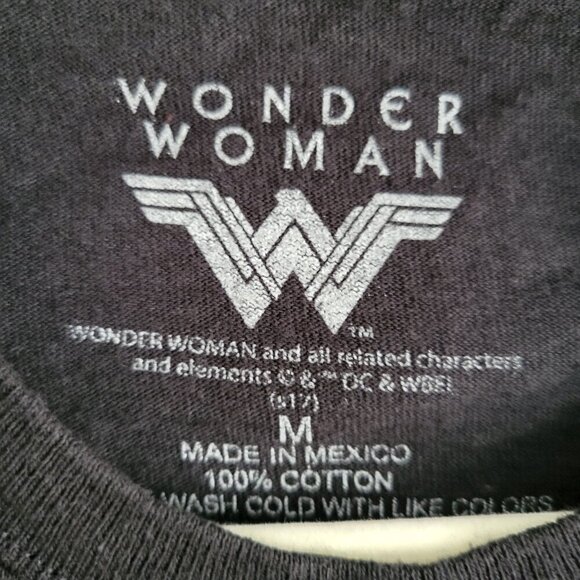 WONDER
WOMAN
TM
WONDER WOMAN and all related characters
and elements © & ™ DC & WBEI.
(s17)
M
MADE IN MEXICO
100% COTTON
WASH COLD WITH LIKE COLORS